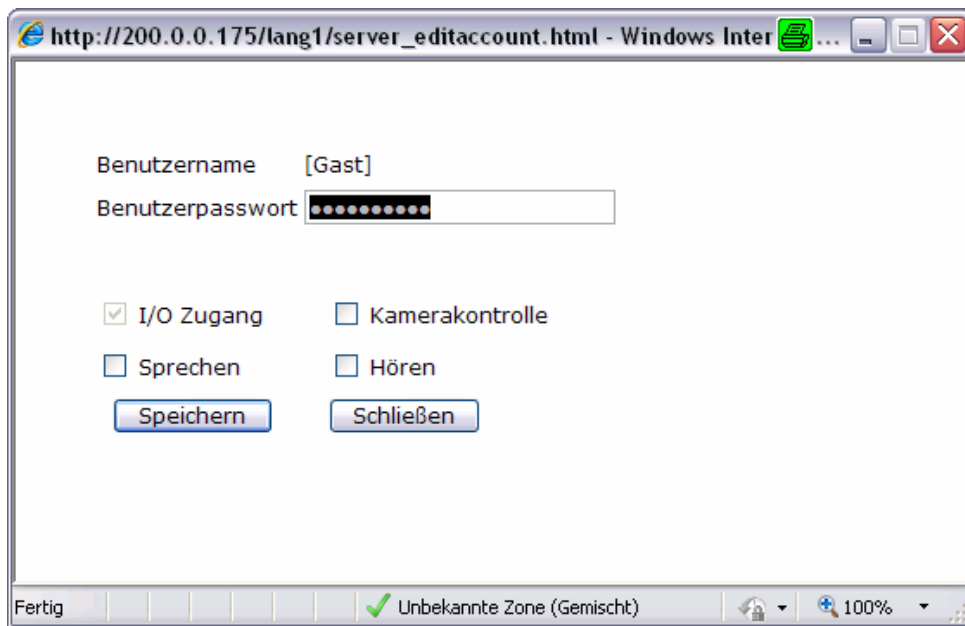 http://200.0.0.175/lang1/server_editaccount.html - Windows Inter ...
Benutzername [Gast]
Benutzerpasswort ••••••••••
I/O Zugang Kamerakontrolle
Sprechen Hören
Speichern Schließen
Fertig Unbekannte Zone (Gemischt) 100%